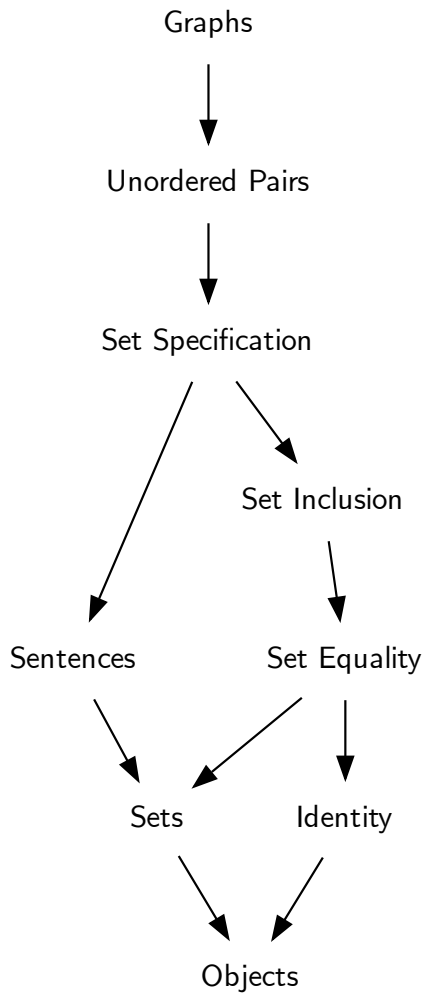 Graphs
Unordered Pairs
Set Specification
Set Inclusion
Sentences
Set Equality
Sets
Identity
Objects